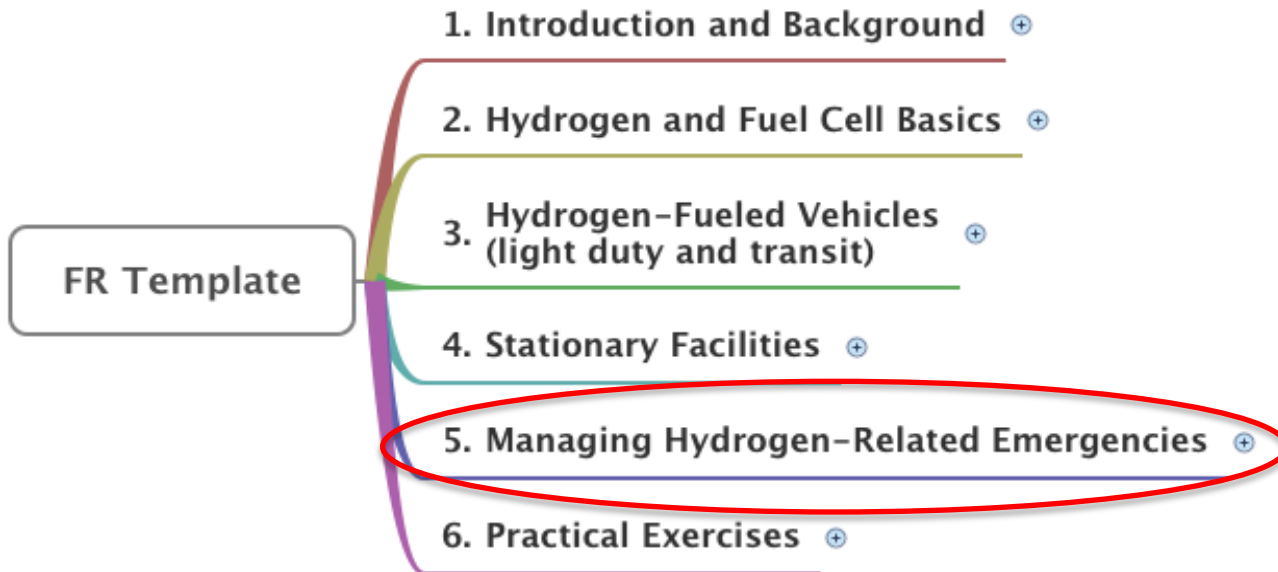 1. Introduction and Background
2. Hydrogen and Fuel Cell Basics
3. Hydrogen-Fueled Vehicles
(light duty and transit)
FR Template
4. Stationary Facilities
5. Managing Hydrogen-Related Emergencies
6. Practical Exercises